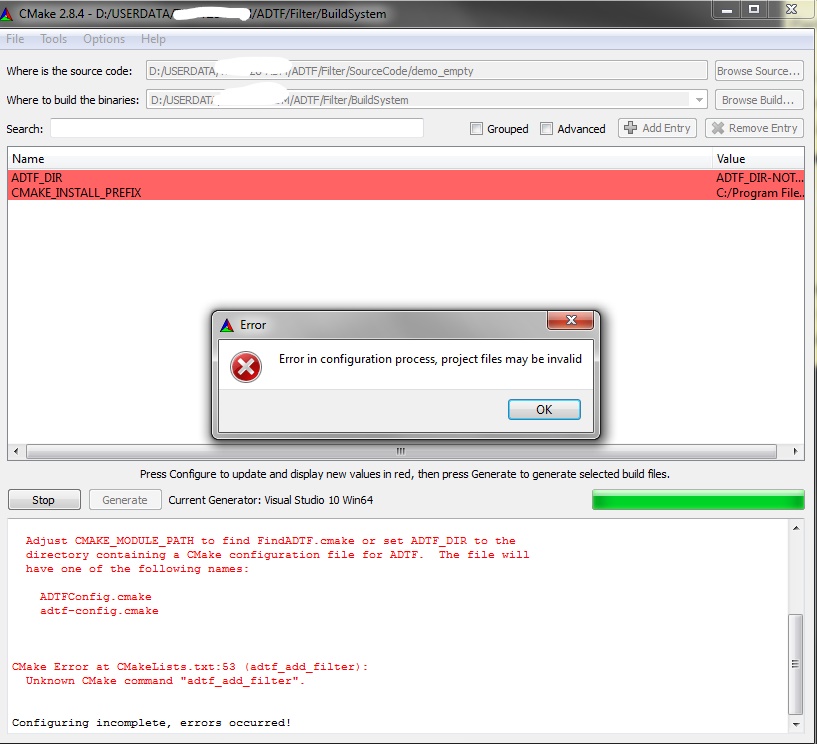 CMake 2.8.4 - D:/USERDATA/ /ADTF/Filter/BuildSystem
File Tools Options Help
Where is the source code: D:/USERDATA/ /ADTF/Filter/SourceCode/demo_empty Browse Source...
Where to build the binaries: D:/USERDATA/ /ADTF/Filter/BuildSystem Browse Build...
Search: Grouped Advanced Add Entry Remove Entry
Name Value
ADTF_DIR ADTF_DIR-NOT...
CMAKE_INSTALL_PREFIX C:/Program File...
Error
Error in configuration process, project files may be invalid
OK
Press Configure to update and display new values in red, then press Generate to generate selected build files.
Stop Generate Current Generator: Visual Studio 10 Win64
Adjust CMAKE_MODULE_PATH to find FindADTF.cmake or set ADTF_DIR to the
directory containing a CMake configuration file for ADTF. The file will
have one of the following names:
ADTFConfig.cmake
adtf-config.cmake
CMake Error at CMakeLists.txt:53 (adtf_add_filter):
Unknown CMake command "adtf_add_filter".
Configuring incomplete, errors occurred!